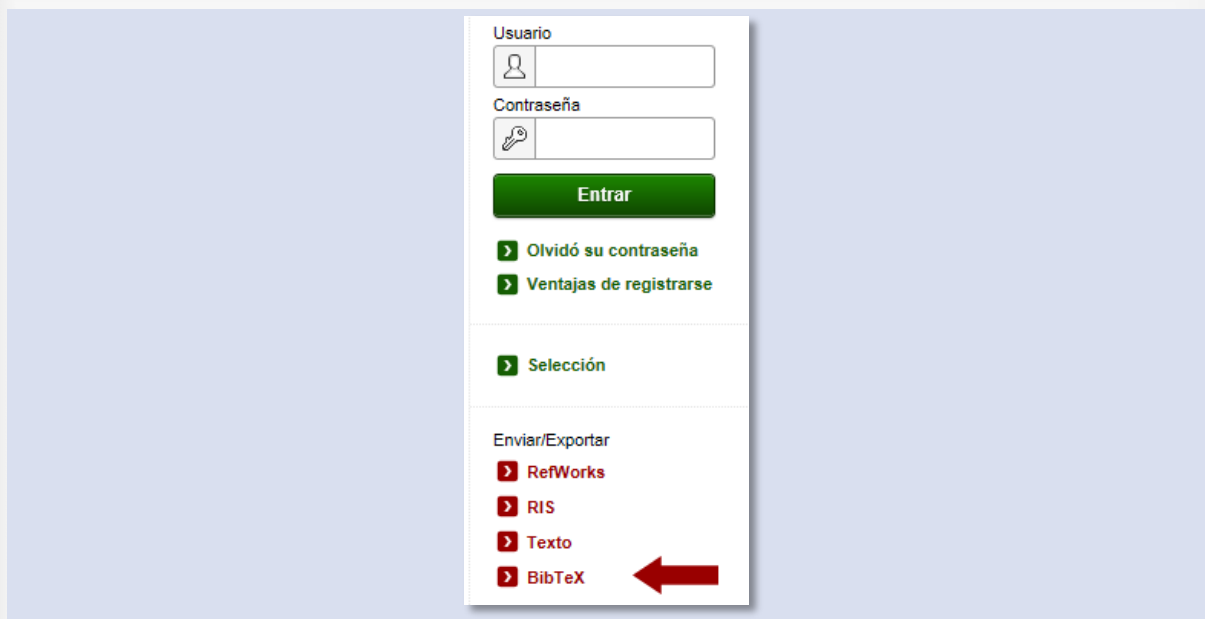 Usuario
Contraseña
Entrar
Olvidó su contraseña
Ventajas de registrarse
Selección
Enviar/Exportar
RefWorks
RIS
Texto
BibTeX